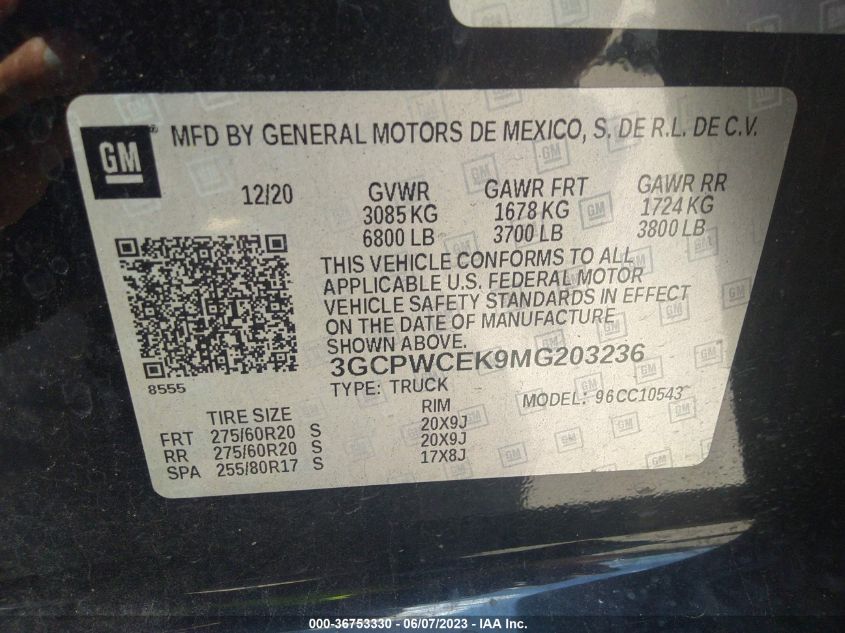 GM
MFD BY GENERAL MOTORS DE MEXICO, S. DE R.L. DE C.V.
12/20 GVWR GAWR FRT GAWR RR
3085 KG 1678 KG 1724 KG
6800 LB 3700 LB 3800 LB
THIS VEHICLE CONFORMS TO ALL
APPLICABLE U.S. FEDERAL MOTOR
VEHICLE SAFETY STANDARDS IN EFFECT
ON THE DATE OF MANUFACTURE
SHOWN ABOVE.
3GCPWCEK9MG203236
8555
TYPE: TRUCK MODEL: 96CC10543
TIRE SIZE RIM
FRT 275/60R20 S 20X9J
RR 275/60R20 S 20X9J
SPA 255/80R17 S 17X8J
000-36753330 - 06/07/2023 - IAA Inc.